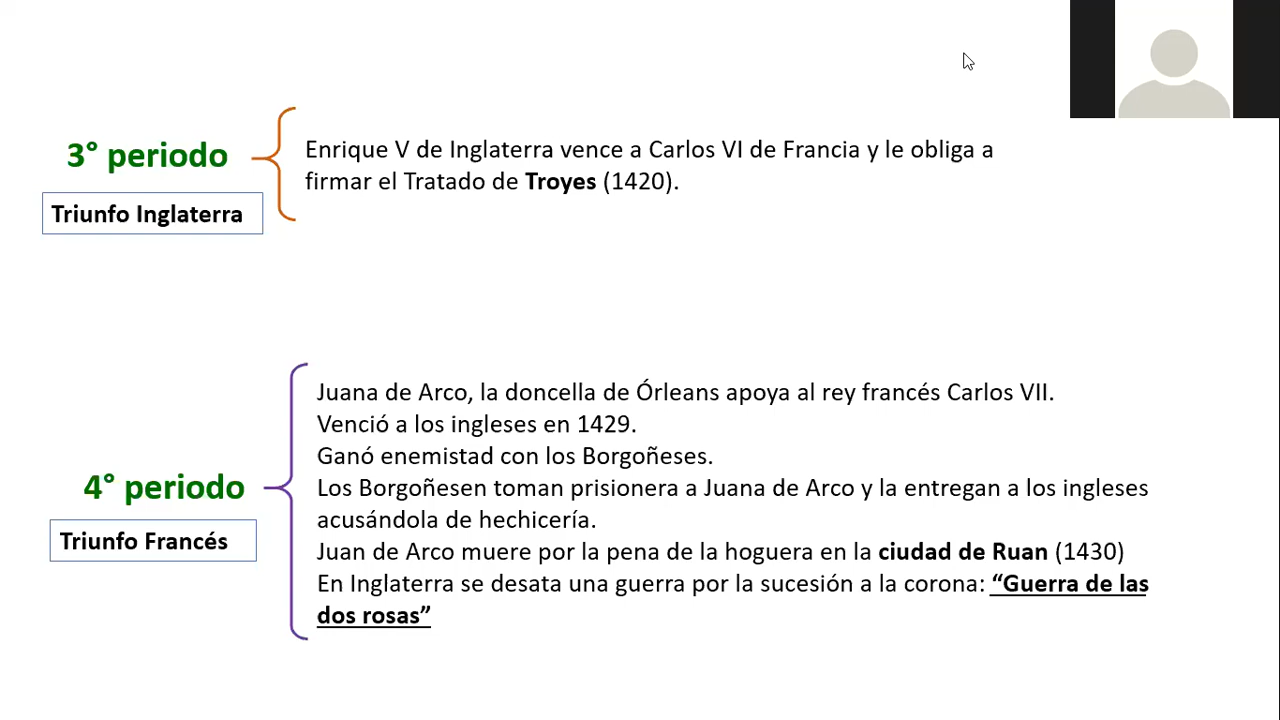 3° periodo
Triunfo Inglaterra
Enrique V de Inglaterra vence a Carlos VI de Francia y le obliga a
firmar el Tratado de Troyes (1420).
4° periodo
Triunfo Francés
Juana de Arco, la doncella de Órleans apoya al rey francés Carlos VII.
Venció a los ingleses en 1429.
Ganó enemistad con los Borgoñeses.
Los Borgoñesen toman prisionera a Juana de Arco y la entregan a los ingleses
acusándola de hechicería.
Juan de Arco muere por la pena de la hoguera en la ciudad de Ruan (1430)
En Inglaterra se desata una guerra por la sucesión a la corona: “Guerra de las
dos rosas”